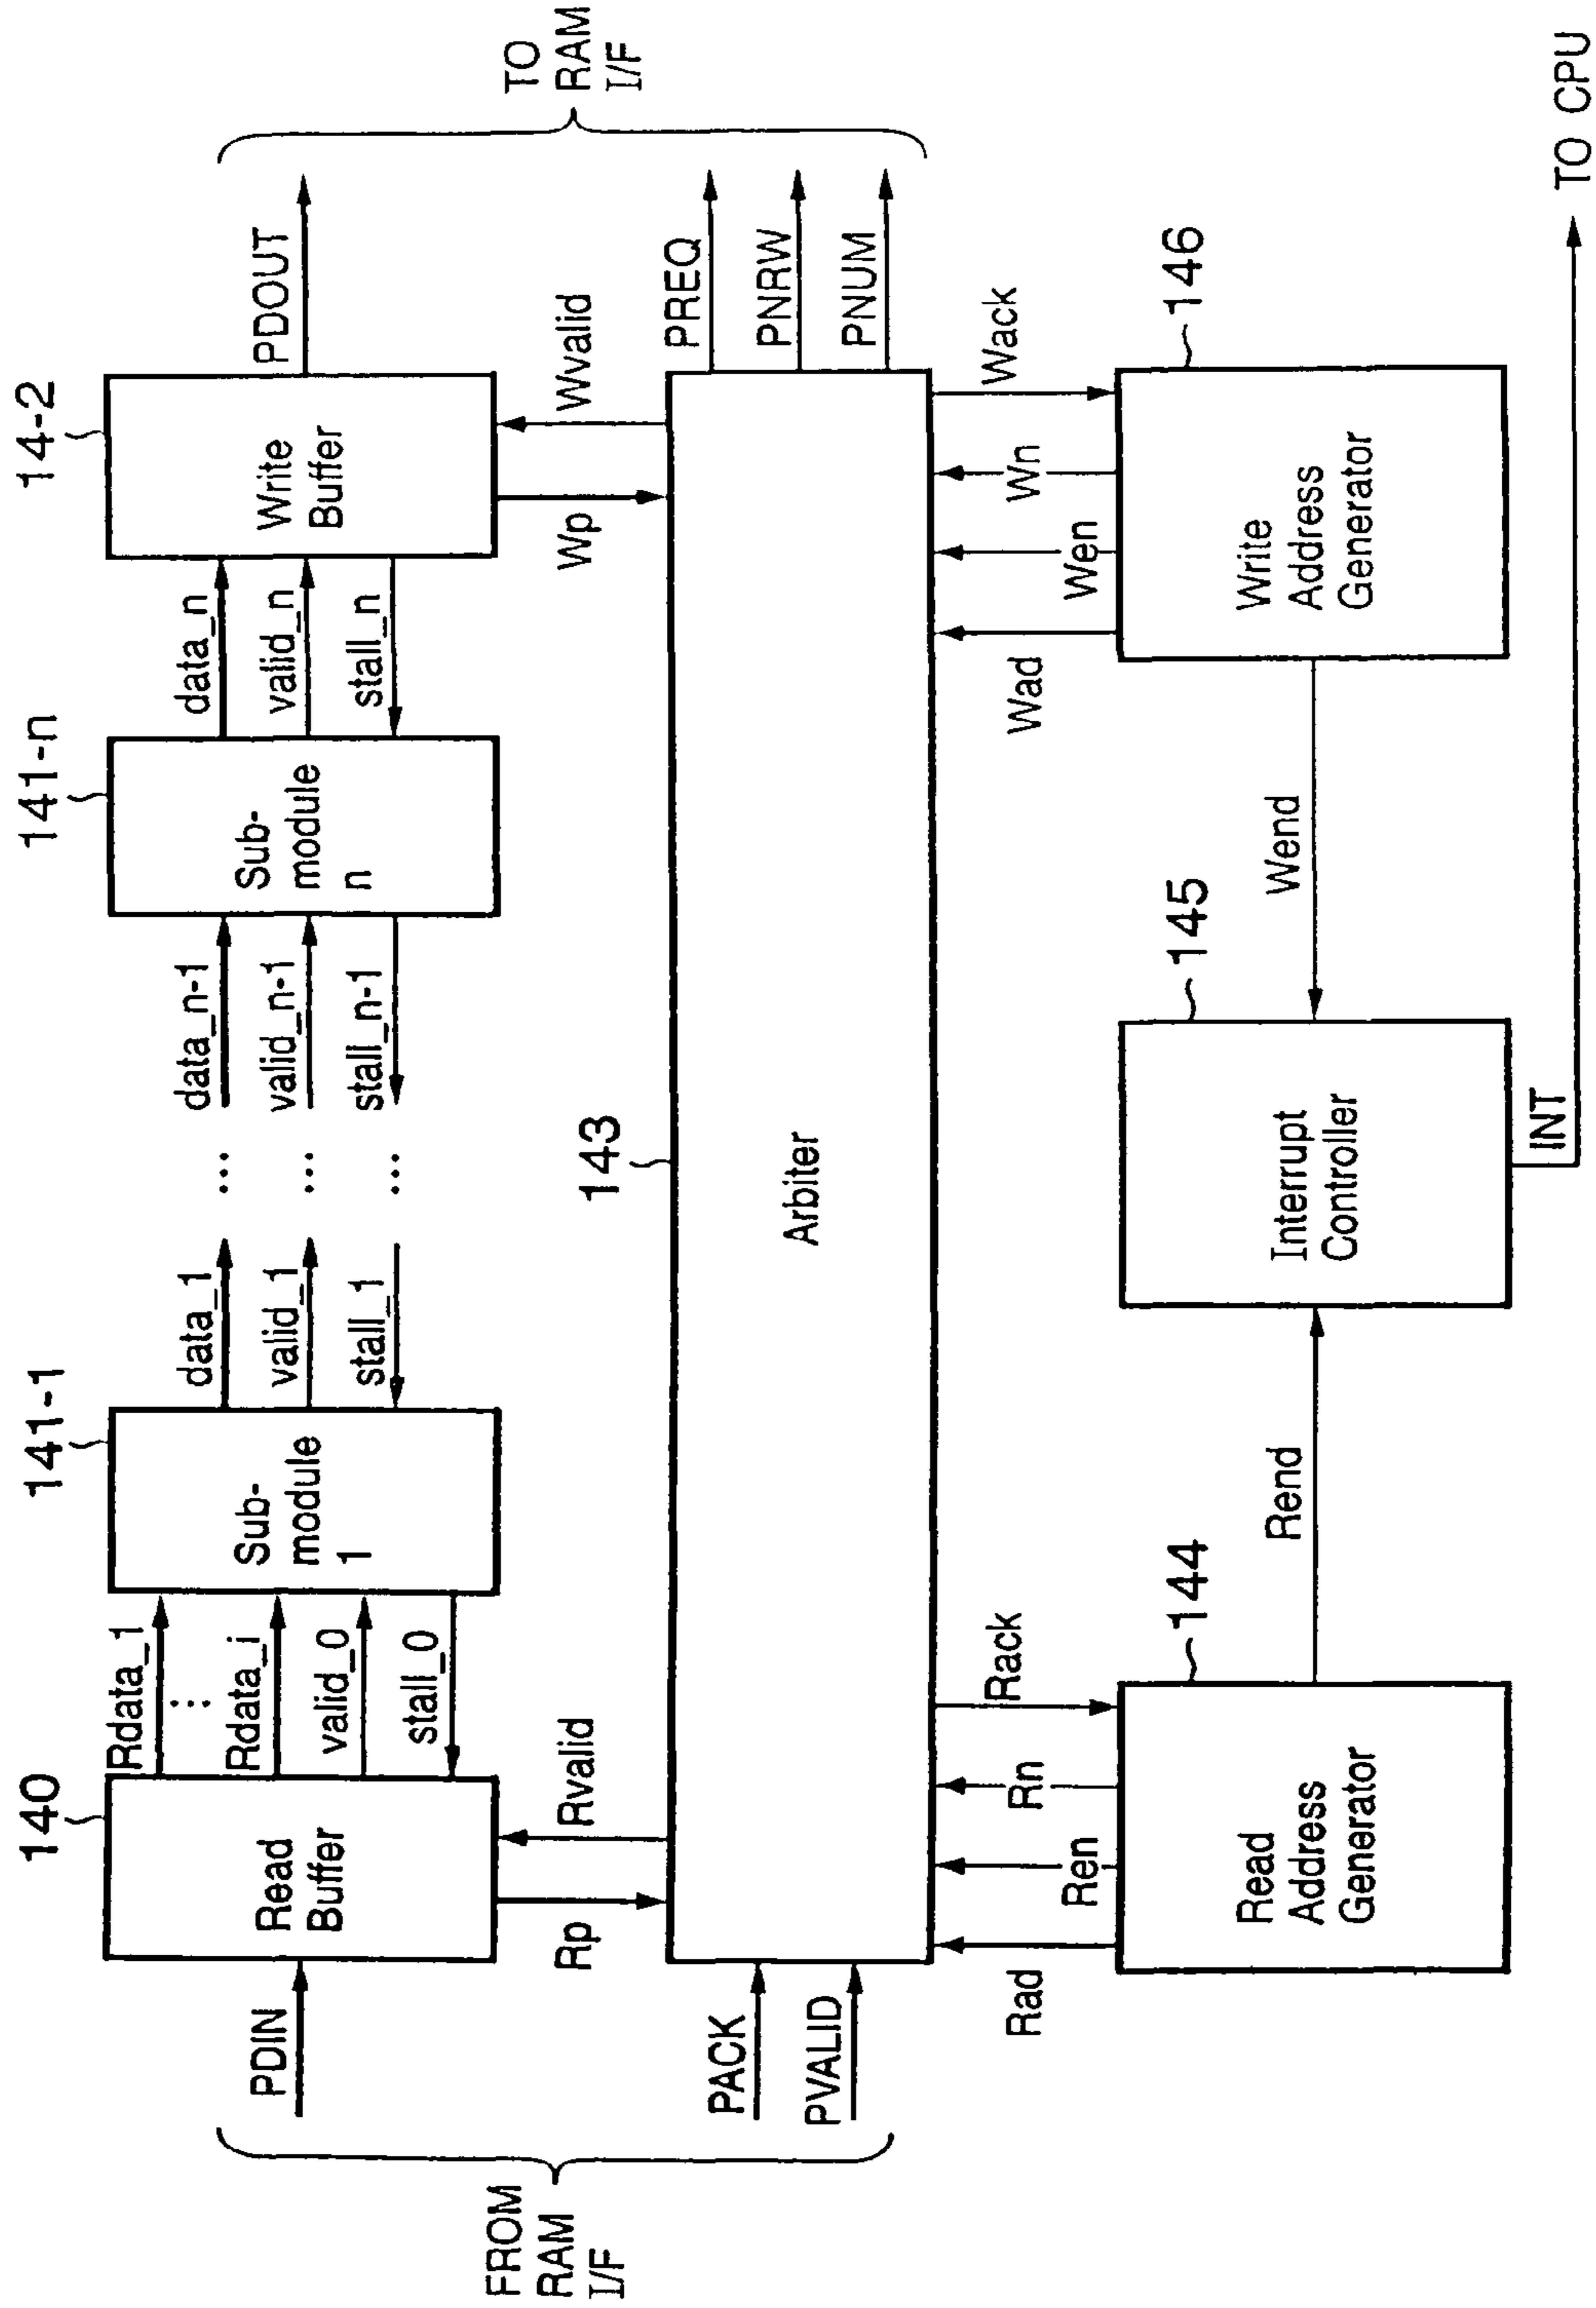 140
141-1
141-n
14-2
PDIN
Read
Buffer
Rdata_1
⋮
Rdata_i
valid_0
stall_0
Sub-
module
1
data_1
valid_1
stall_1
...
...
...
data_n-1
valid_n-1
stall_n-1
Sub-
module
n
data_n
valid_n
stall_n
Write
Buffer
PDOUT
TO
RAM
I/F
Rp
Rvalid
Wp
Wvalid
FROM
RAM
I/F
PACK
PVALID
143
Arbiter
PREQ
PNRW
PNUM
Rad
Ren
Rn
Rack
Wad
Wen
Wn
Wack
144
Read
Address
Generator
Rend
145
Interrupt
Controller
Wend
146
Write
Address
Generator
INT
TO CPU